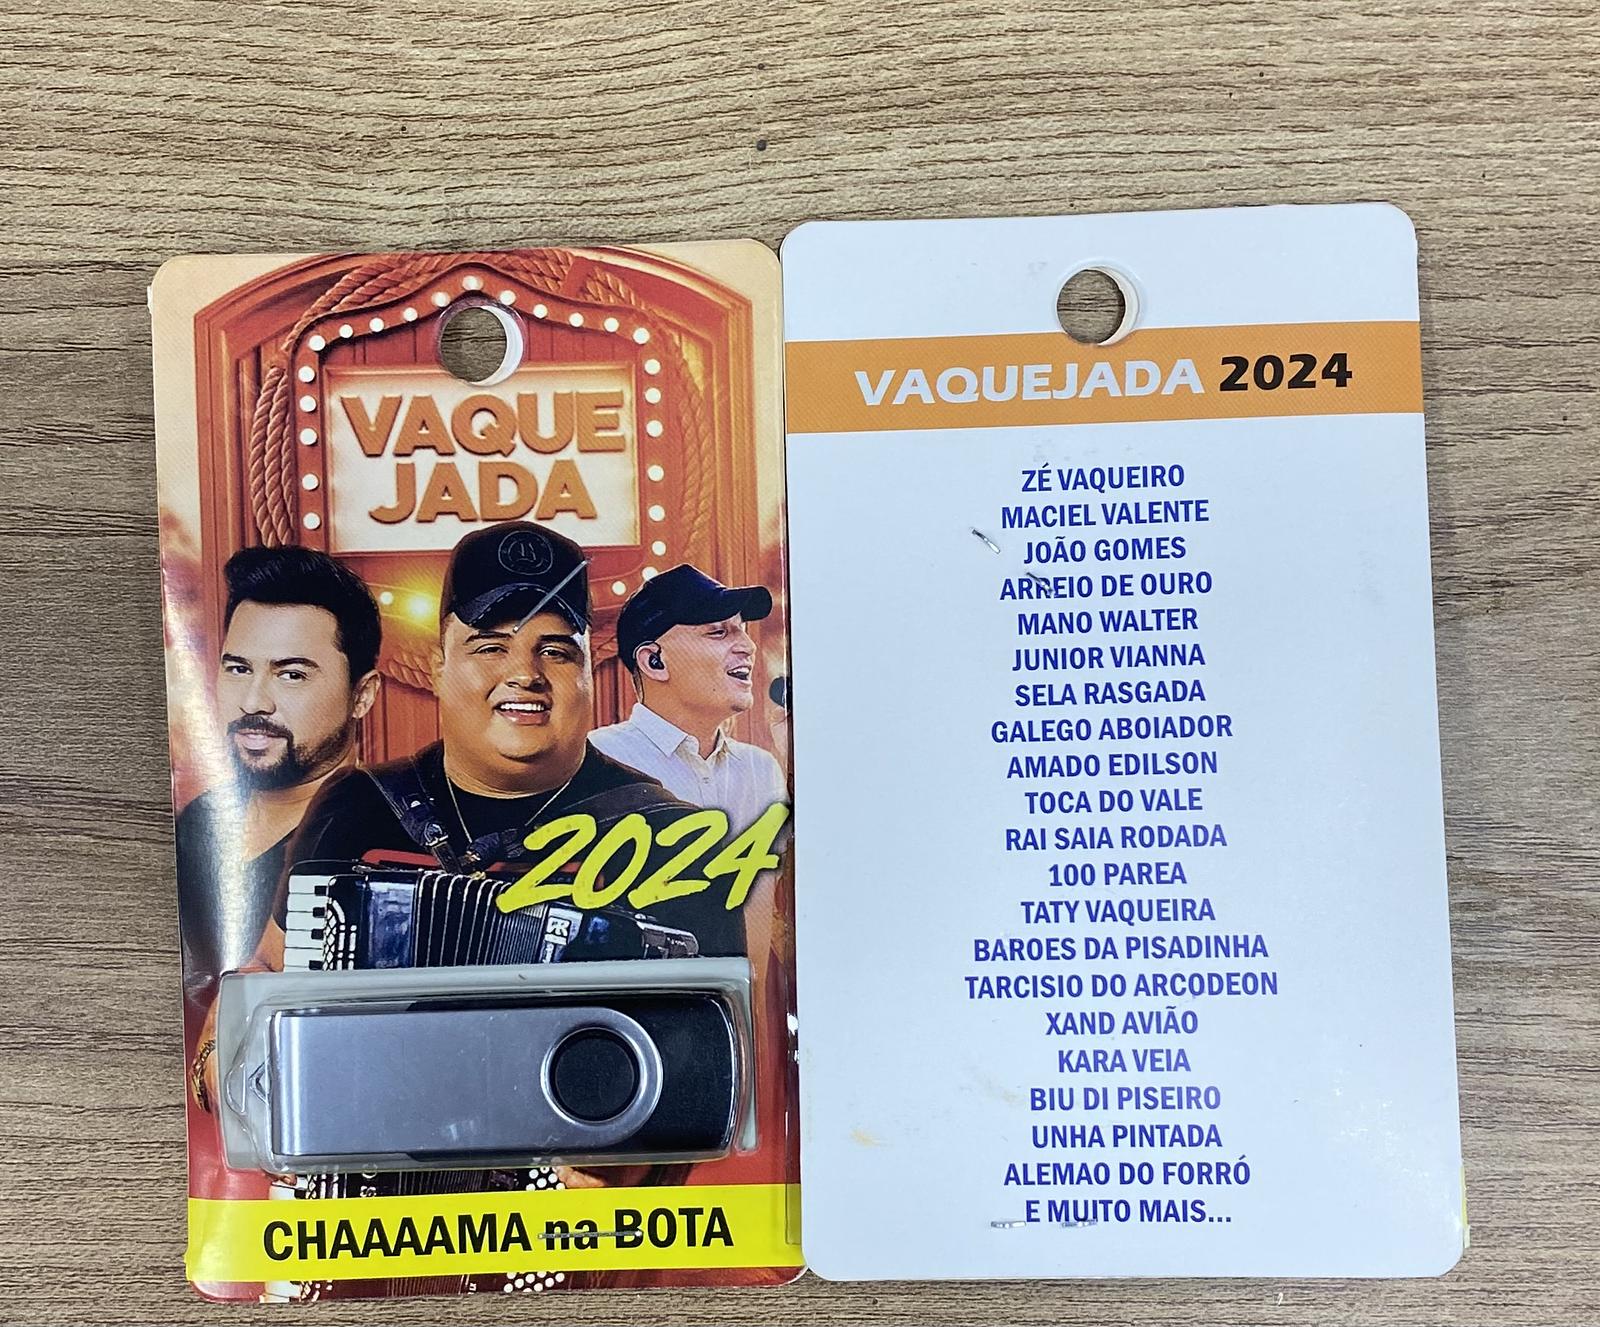 VAQUE
JADA
2024
CHAAAAMA na BOTA
VAQUEJADA 2024
ZÉ VAQUEIRO
MACIEL VALENTE
JOÃO GOMES
ARREIO DE OURO
MANO WALTER
JUNIOR VIANNA
SELA RASGADA
GALEGO ABOIADOR
AMADO EDILSON
TOCA DO VALE
RAI SAIA RODADA
100 PAREA
TATY VAQUEIRA
BAROES DA PISADINHA
TARCISIO DO ARCODEON
XAND AVIÃO
KARA VEIA
BIU DI PISEIRO
UNHA PINTADA
ALEMAO DO FORRÓ
E MUITO MAIS...